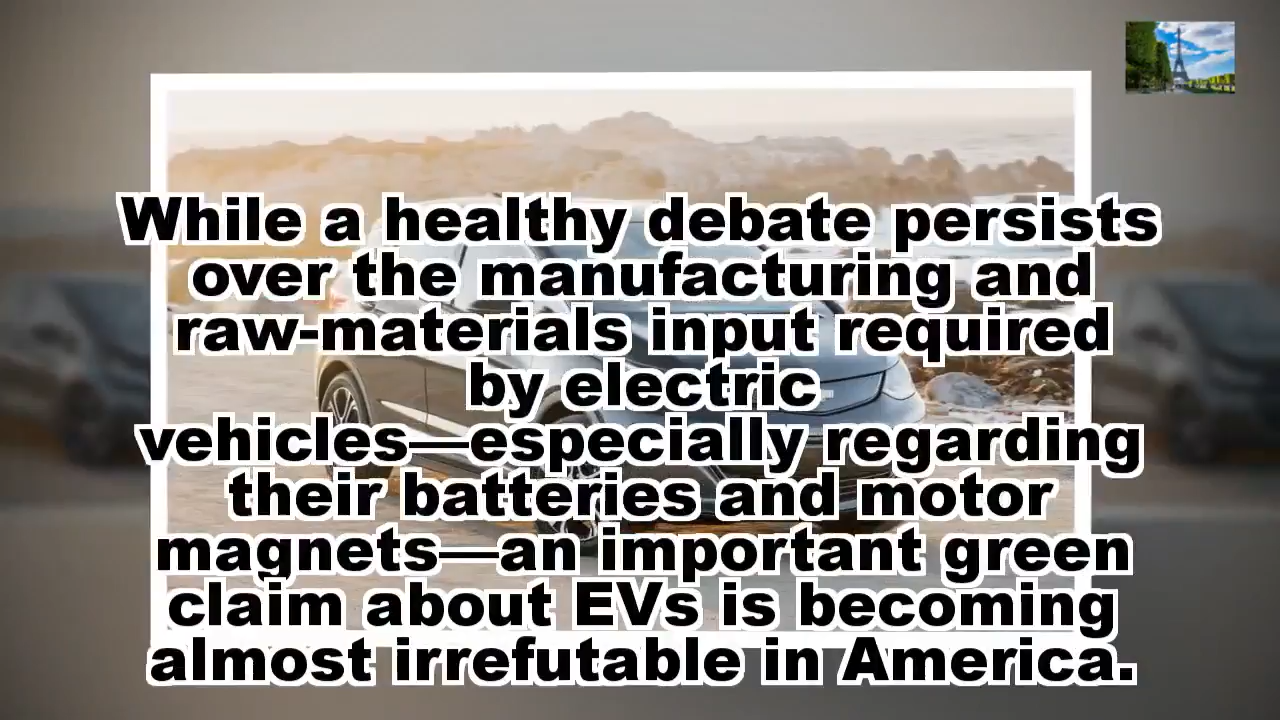 While a healthy debate persists
over the manufacturing and
raw-materials input required
by electric
vehicles—especially regarding
their batteries and motor
magnets—an important green
claim about EVs is becoming
almost irrefutable in America.